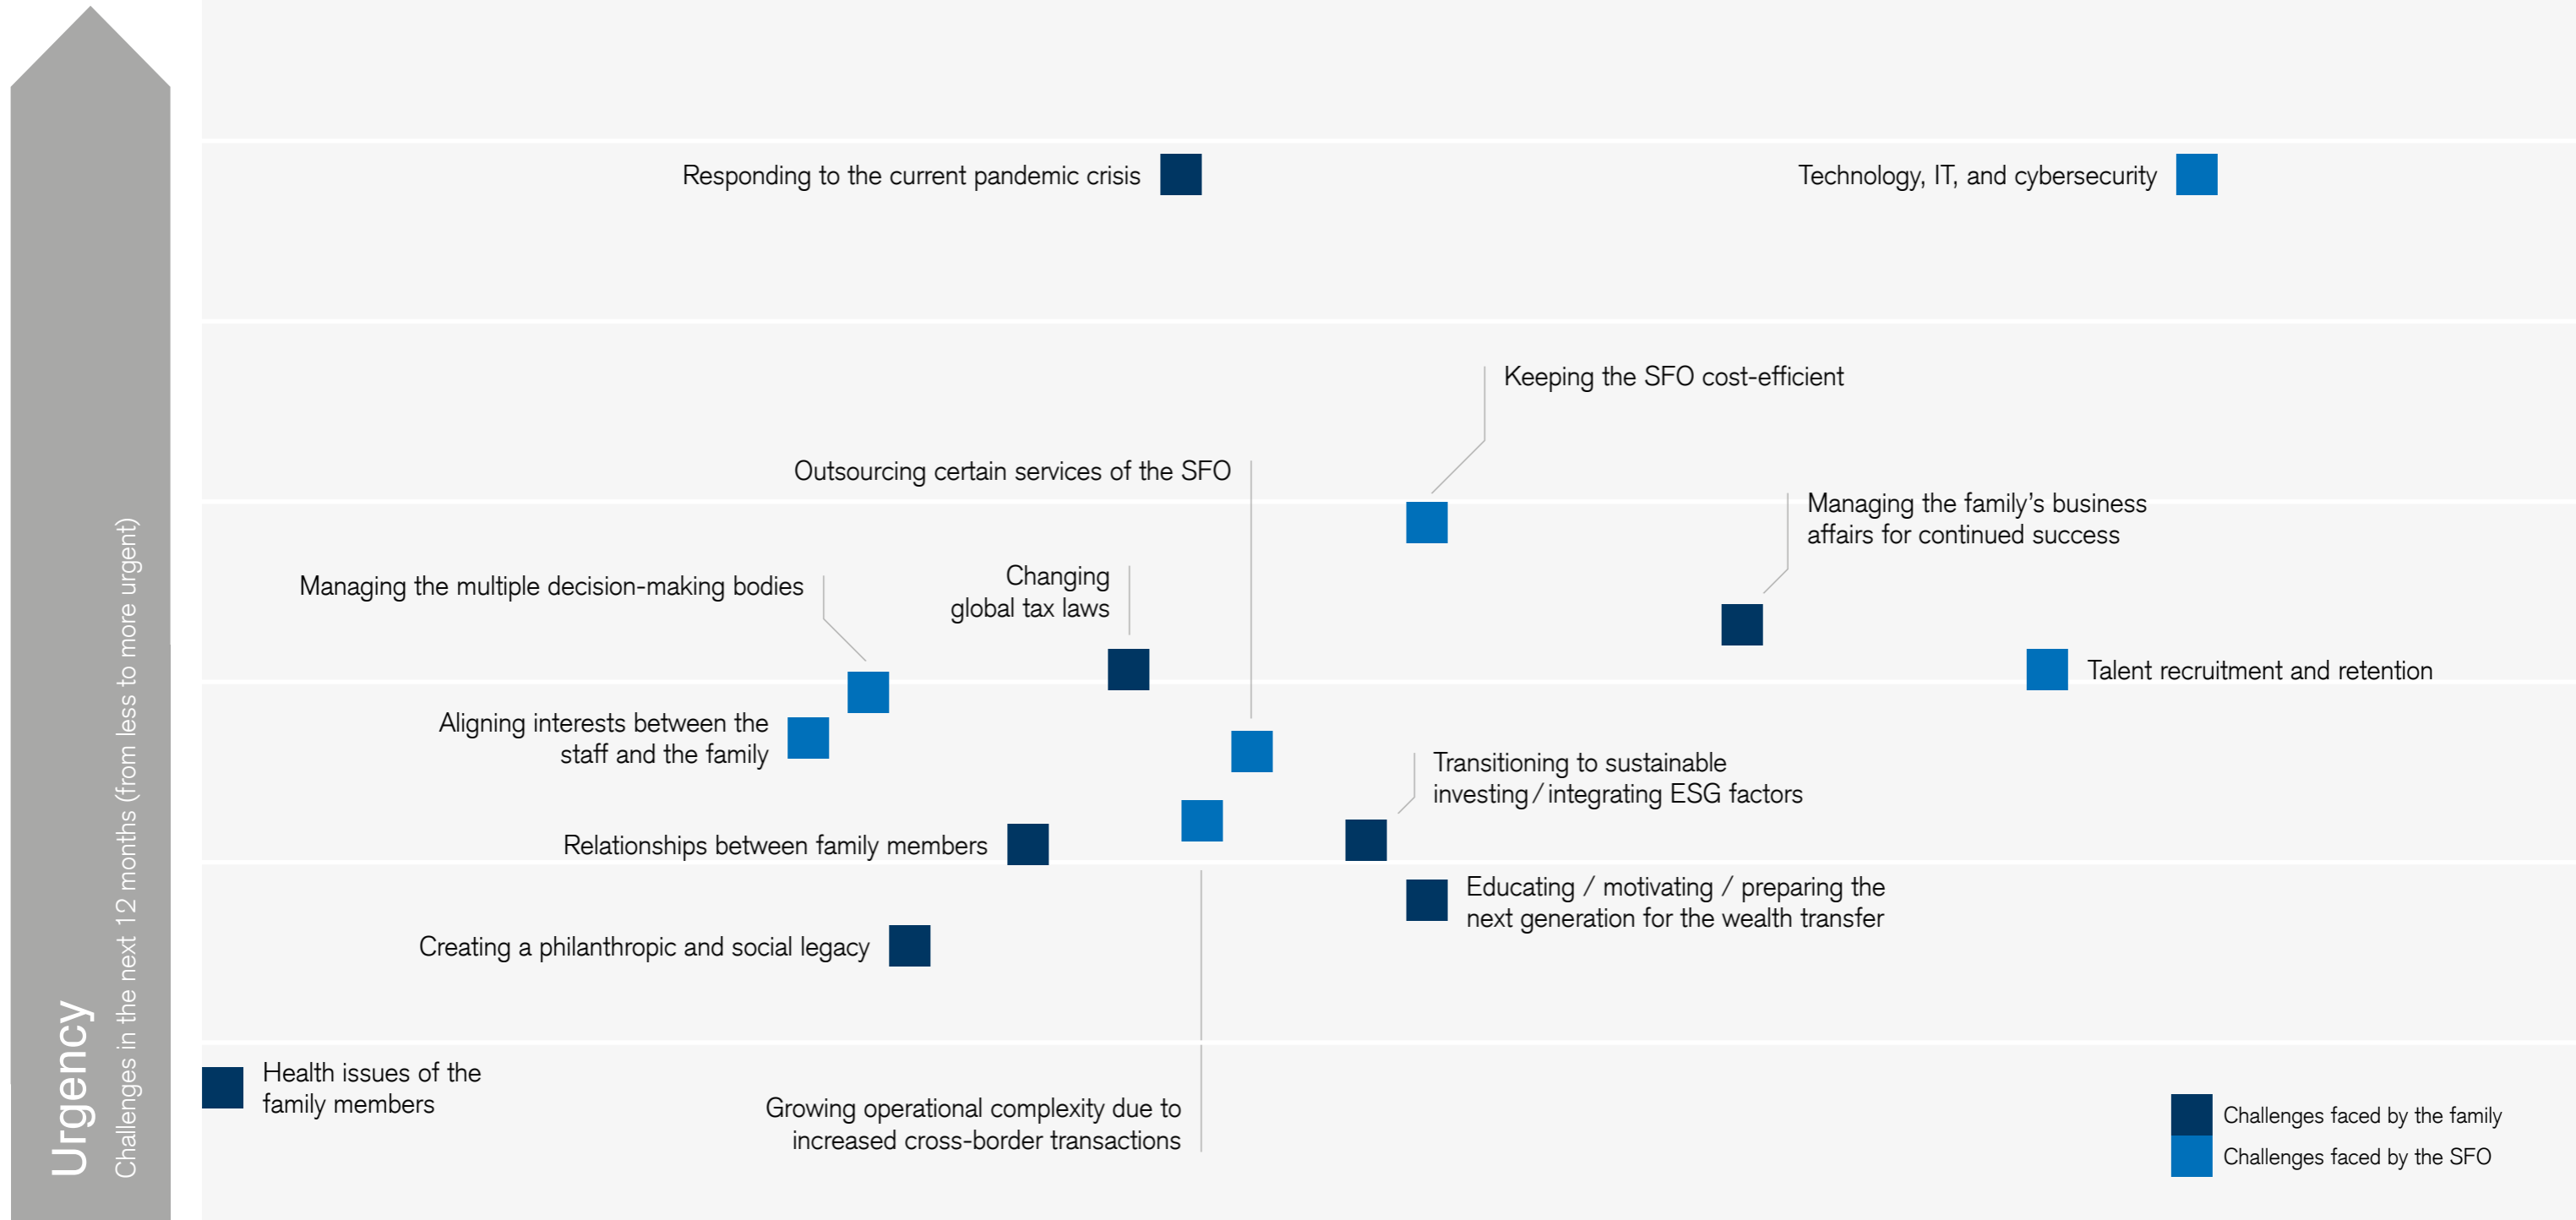 Urgency
Challenges in the next 12 months (from less to more urgent)
Responding to the current pandemic crisis
Technology, IT, and cybersecurity
Keeping the SFO cost-efficient
Outsourcing certain services of the SFO
Managing the family’s business
affairs for continued success
Managing the multiple decision-making bodies
Changing
global tax laws
Talent recruitment and retention
Aligning interests between the
staff and the family
Transitioning to sustainable
investing / integrating ESG factors
Relationships between family members
Educating / motivating / preparing the
next generation for the wealth transfer
Creating a philanthropic and social legacy
Health issues of the
family members
Growing operational complexity due to
increased cross-border transactions
Challenges faced by the family
Challenges faced by the SFO